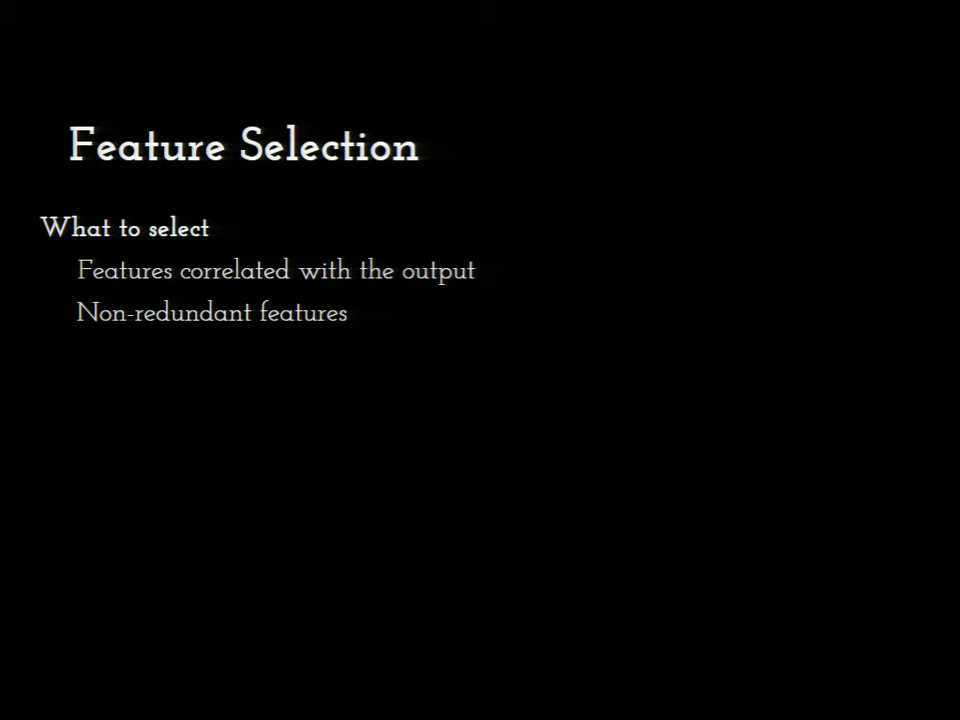 Feature Selection
What to select
Features correlated with the output
Non-redundant features